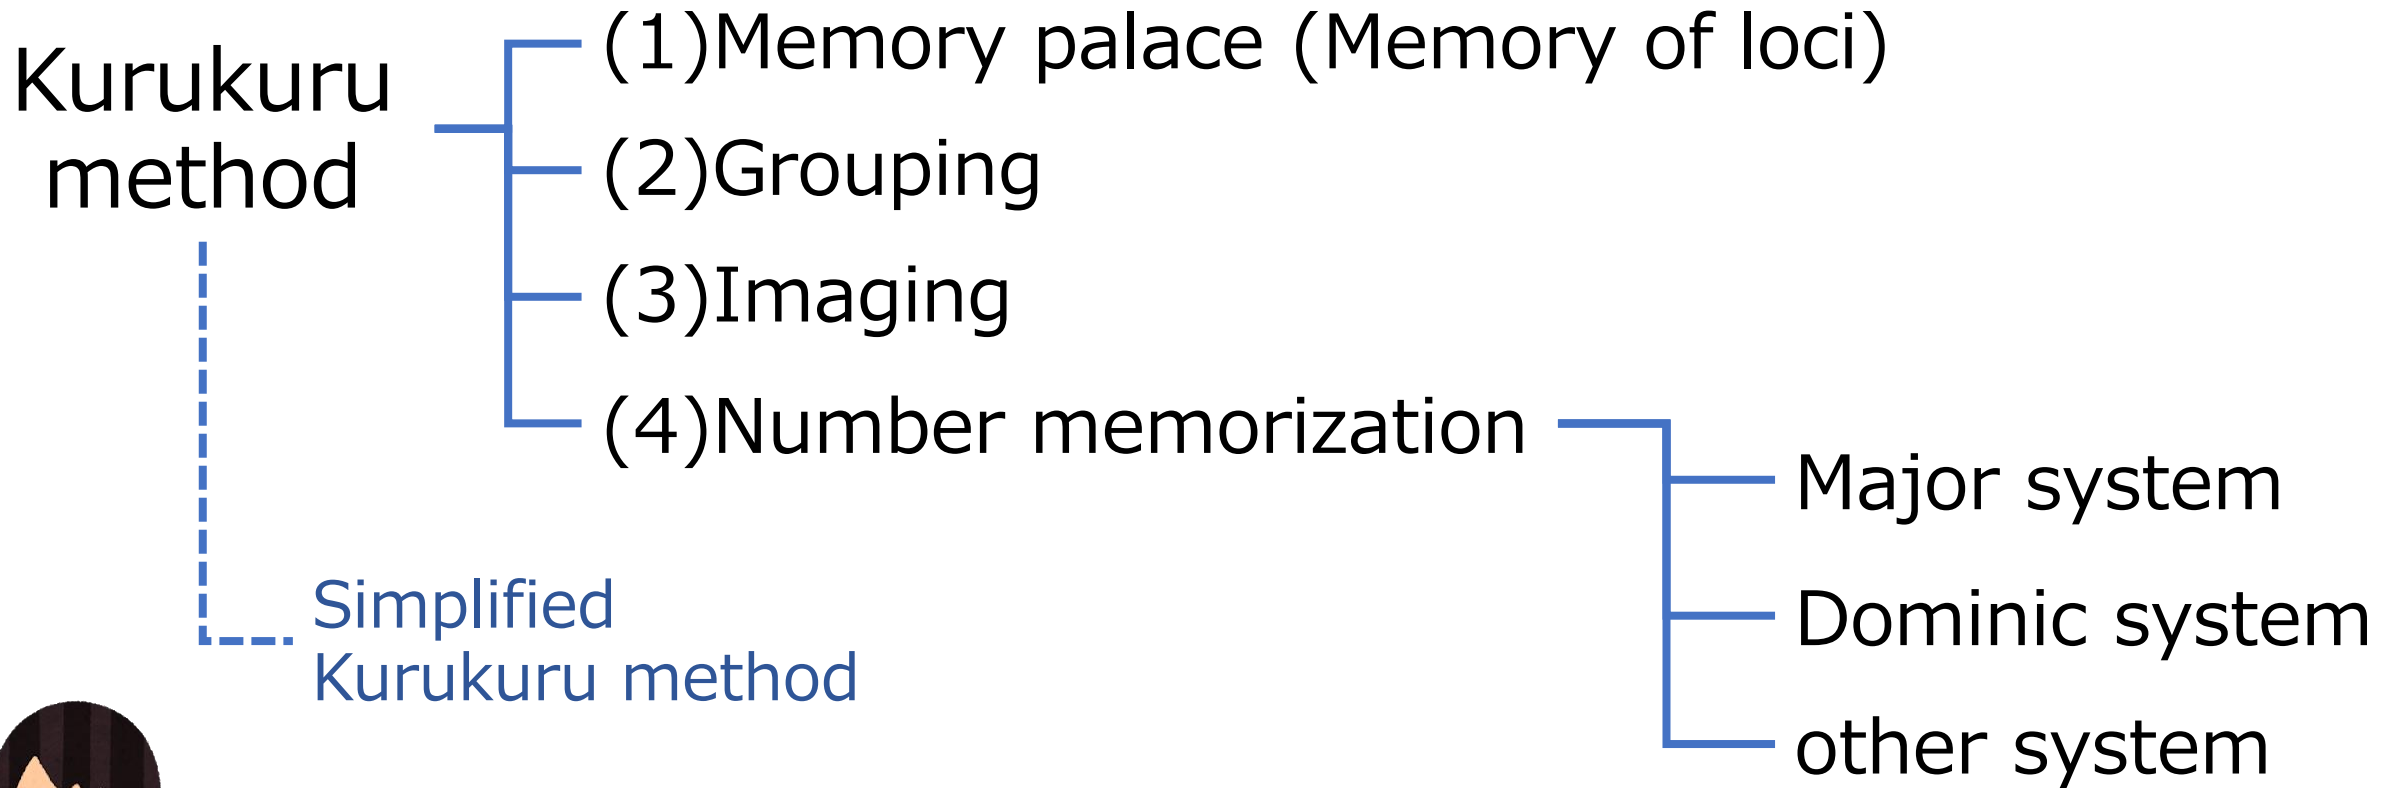 Kurukuru
method
(1)Memory palace (Memory of loci)
(2)Grouping
(3)Imaging
(4)Number memorization
Major system
Dominic system
other system
Simplified
Kurukuru method